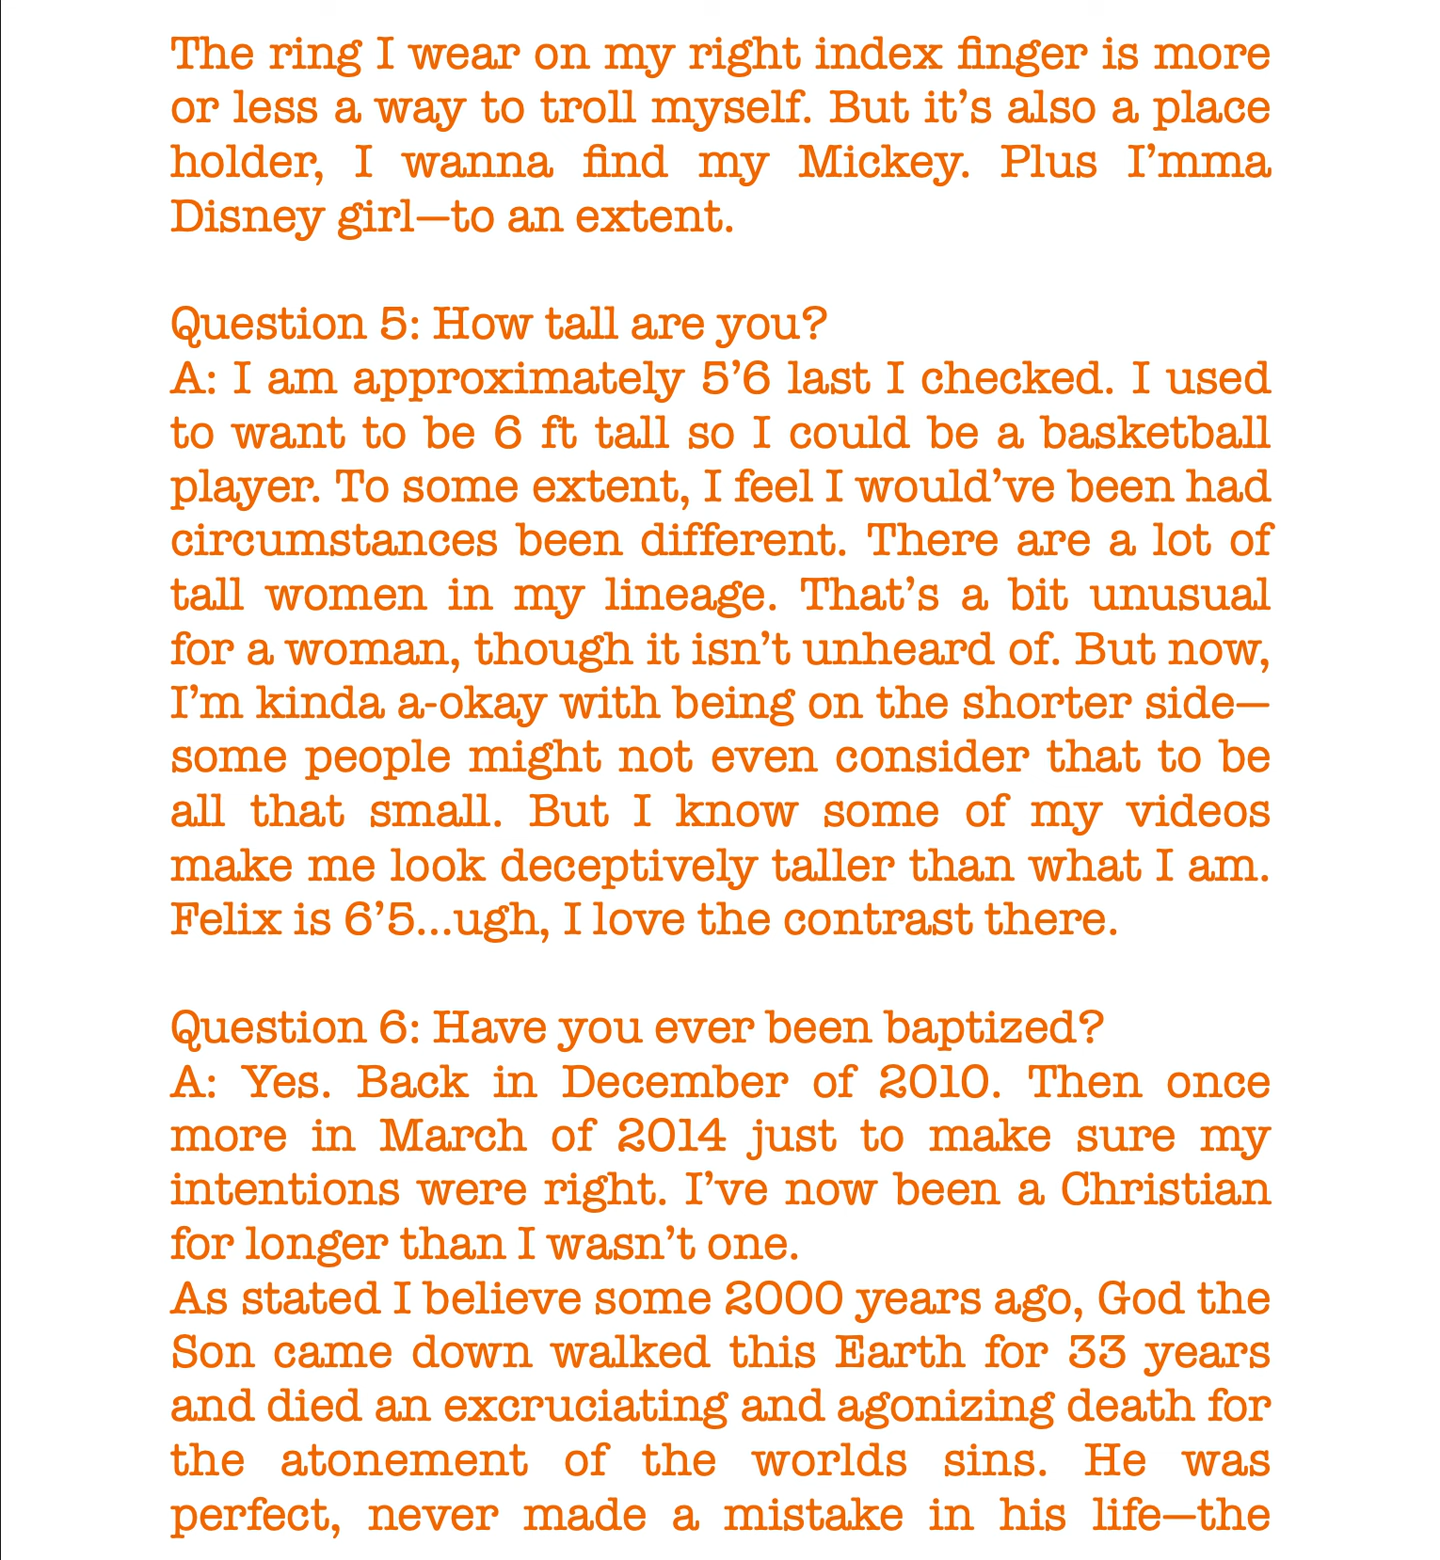 The ring I wear on my right index finger is more
or less a way to troll myself. But it’s also a place
holder, I wanna find my Mickey. Plus I’mma
Disney girl—to an extent.
Question 5: How tall are you?
A: I am approximately 5’6 last I checked. I used
to want to be 6 ft tall so I could be a basketball
player. To some extent, I feel I would’ve been had
circumstances been different. There are a lot of
tall women in my lineage. That’s a bit unusual
for a woman, though it isn’t unheard of. But now,
I’m kinda a-okay with being on the shorter side—
some people might not even consider that to be
all that small. But I know some of my videos
make me look deceptively taller than what I am.
Felix is 6’5...ugh, I love the contrast there.
Question 6: Have you ever been baptized?
A: Yes. Back in December of 2010. Then once
more in March of 2014 just to make sure my
intentions were right. I’ve now been a Christian
for longer than I wasn’t one.
As stated I believe some 2000 years ago, God the
Son came down walked this Earth for 33 years
and died an excruciating and agonizing death for
the atonement of the worlds sins. He was
perfect, never made a mistake in his life—the